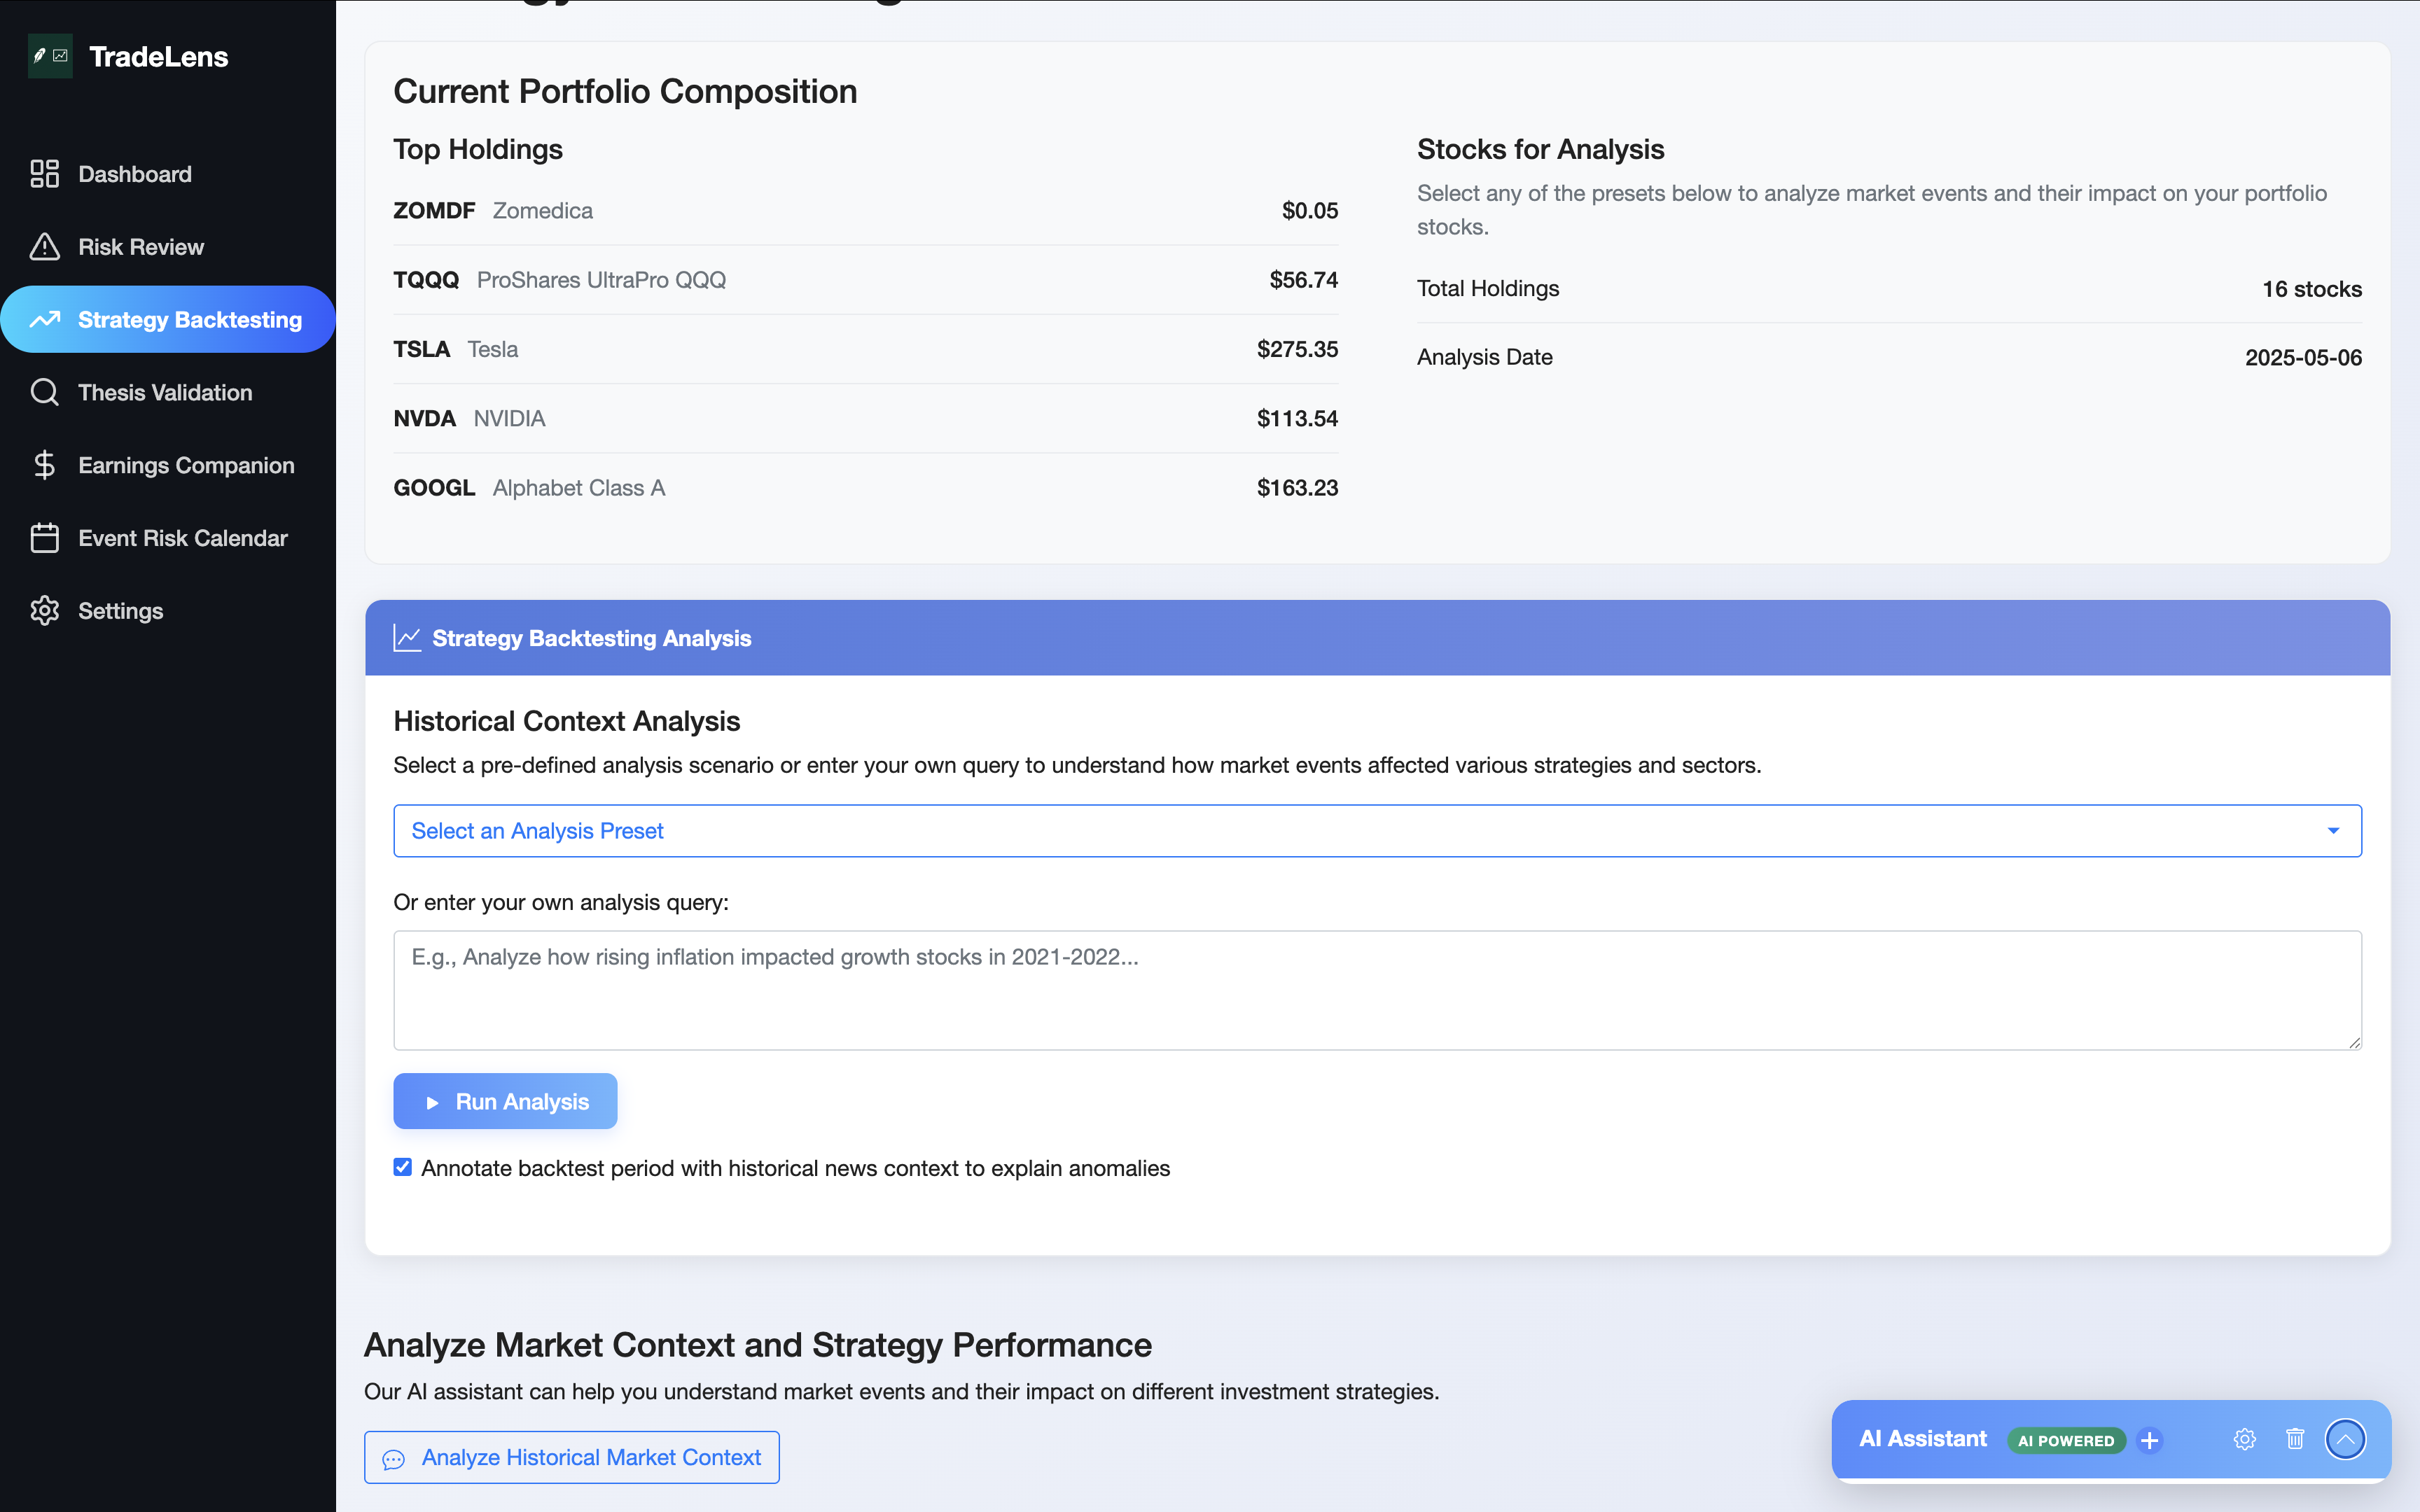 TradeLens
Dashboard
Risk Review
Strategy Backtesting
Thesis Validation
Earnings Companion
Event Risk Calendar
Settings
Current Portfolio Composition
Top Holdings
ZOMDF Zomedica $0.05
TQQQ ProShares UltraPro QQQ $56.74
TSLA Tesla $275.35
NVDA NVIDIA $113.54
GOOGL Alphabet Class A $163.23
Stocks for Analysis
Select any of the presets below to analyze market events and their impact on your portfolio
stocks.
Total Holdings 16 stocks
Analysis Date 2025-05-06
Strategy Backtesting Analysis
Historical Context Analysis
Select a pre-defined analysis scenario or enter your own query to understand how market events affected various strategies and sectors.
Select an Analysis Preset
Or enter your own analysis query:
E.g., Analyze how rising inflation impacted growth stocks in 2021-2022...
Run Analysis
Annotate backtest period with historical news context to explain anomalies
Analyze Market Context and Strategy Performance
Our AI assistant can help you understand market events and their impact on different investment strategies.
Analyze Historical Market Context
AI Assistant AI POWERED